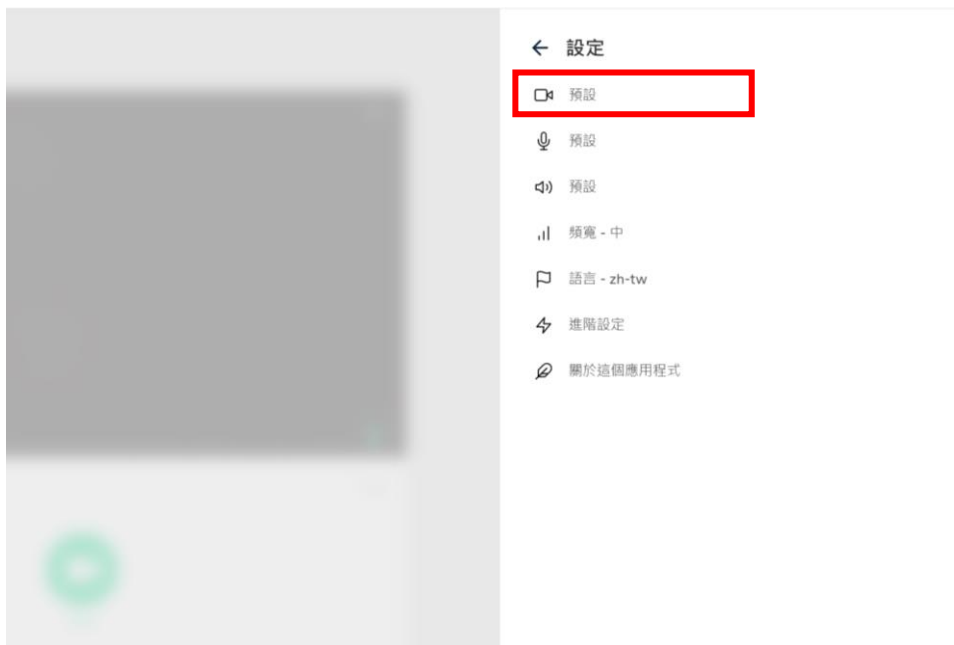 設定
預設
預設
預設
頻寬 - 中
語言 - zh-tw
進階設定
關於這個應用程式